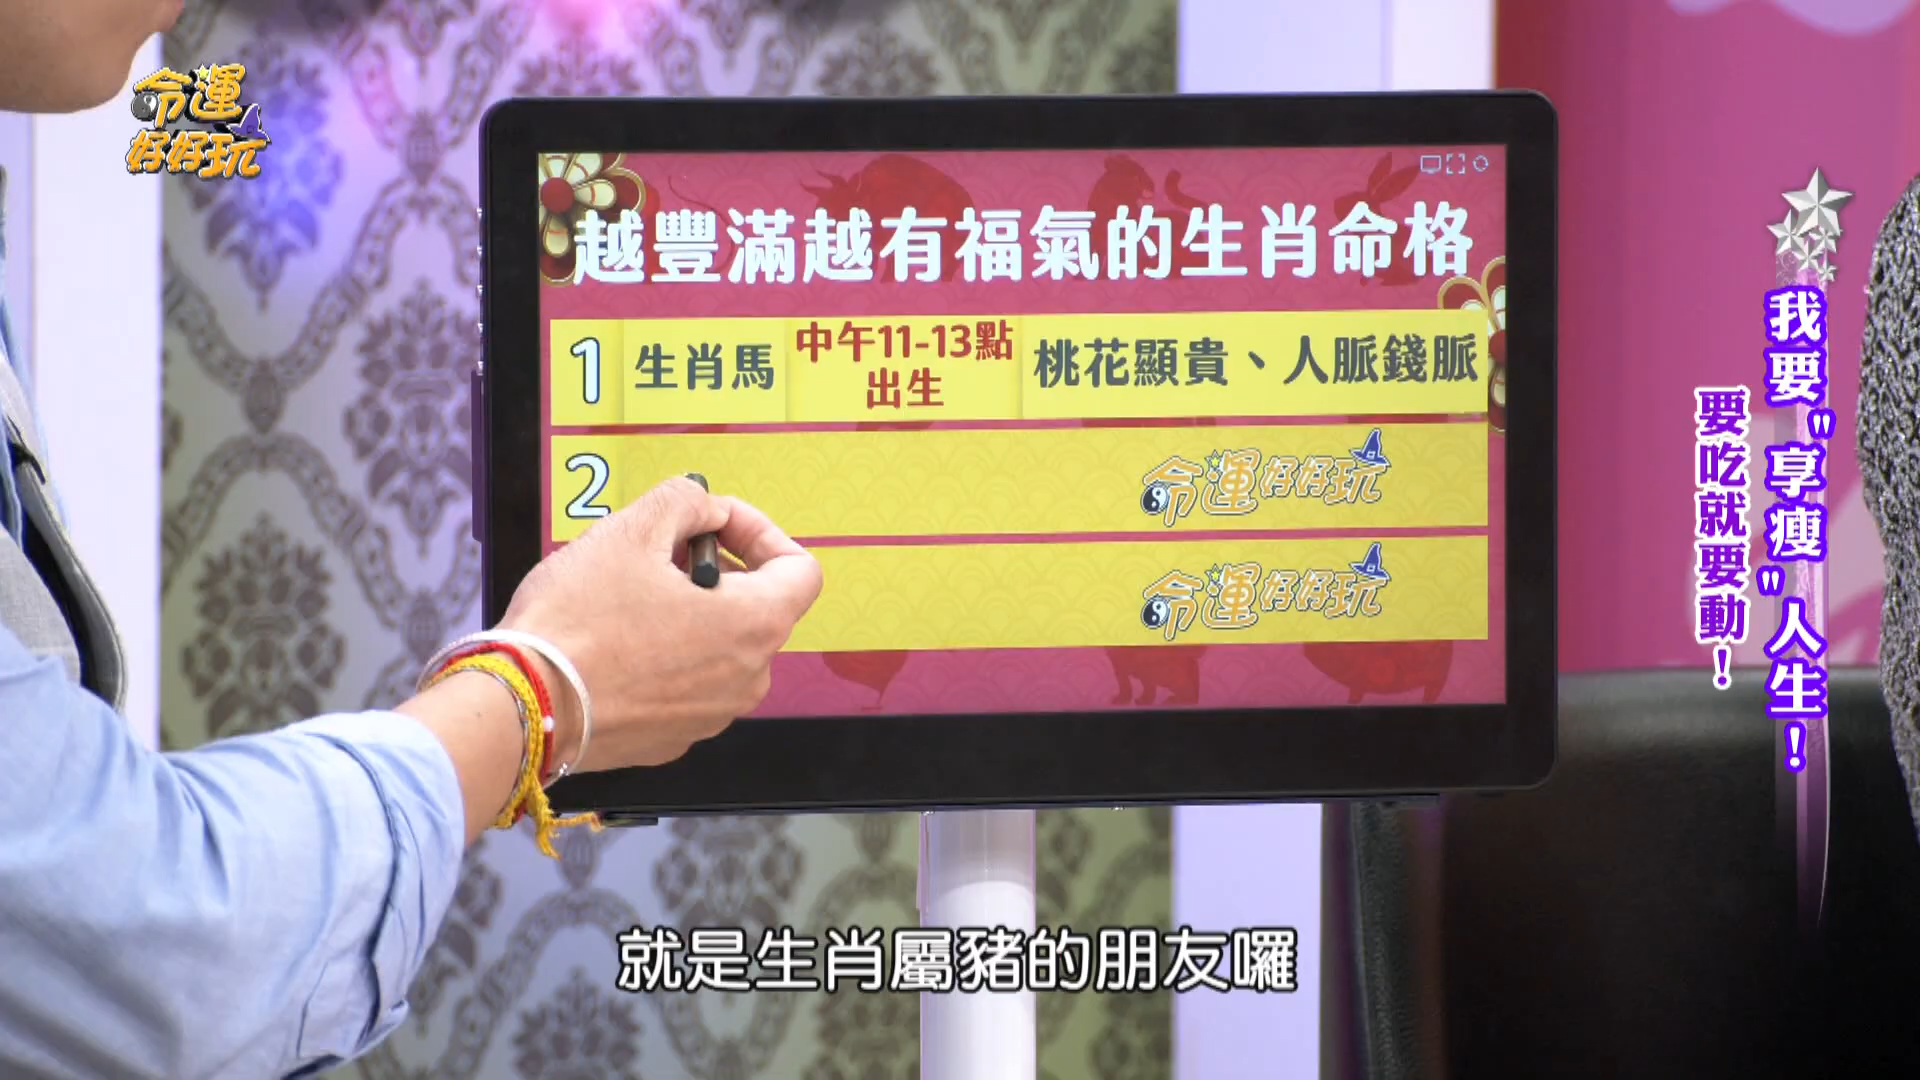 命運
好好玩
越豐滿越有福氣的生肖命格
1 生肖馬 中午11-13點 出生 桃花顯貴、人脈錢脈
2 命運好好玩
命運好好玩
我要"享瘦"人生!
要吃就要動!
就是生肖屬豬的朋友囉